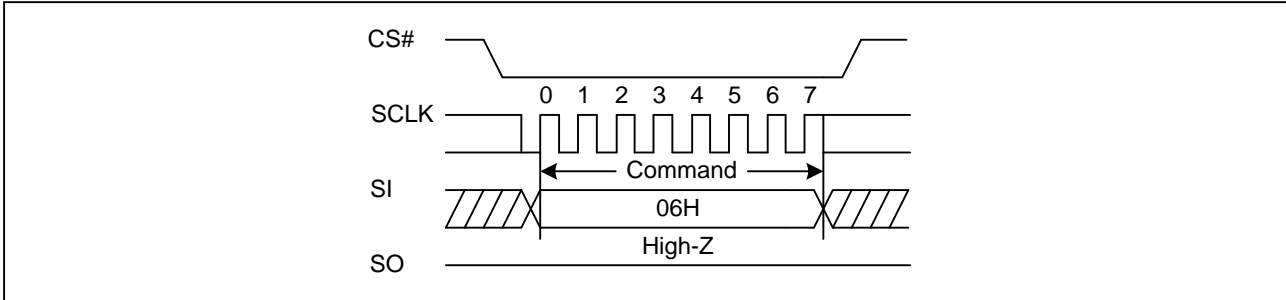 CS#
0 1 2 3 4 5 6 7
SCLK
Command
SI
06H
High-Z
SO